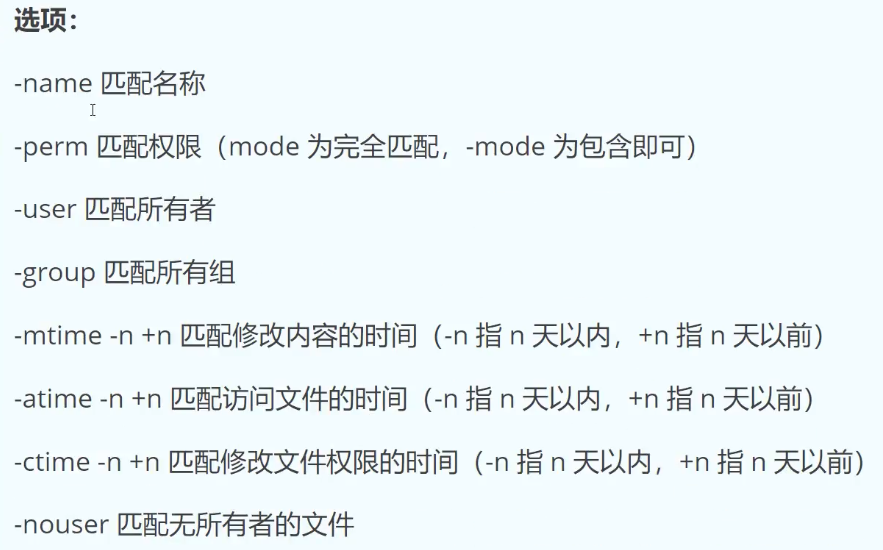 选项：
-name 匹配名称
-perm 匹配权限（mode 为完全匹配，-mode 为包含即可）
-user 匹配所有者
-group 匹配所有组
-mtime -n +n 匹配修改内容的时间（-n 指 n 天以内，+n 指 n 天以前）
-atime -n +n 匹配访问文件的时间（-n 指 n 天以内，+n 指 n 天以前）
-ctime -n +n 匹配修改文件权限的时间（-n 指 n 天以内，+n 指 n 天以前）
-nouser 匹配无所有者的文件